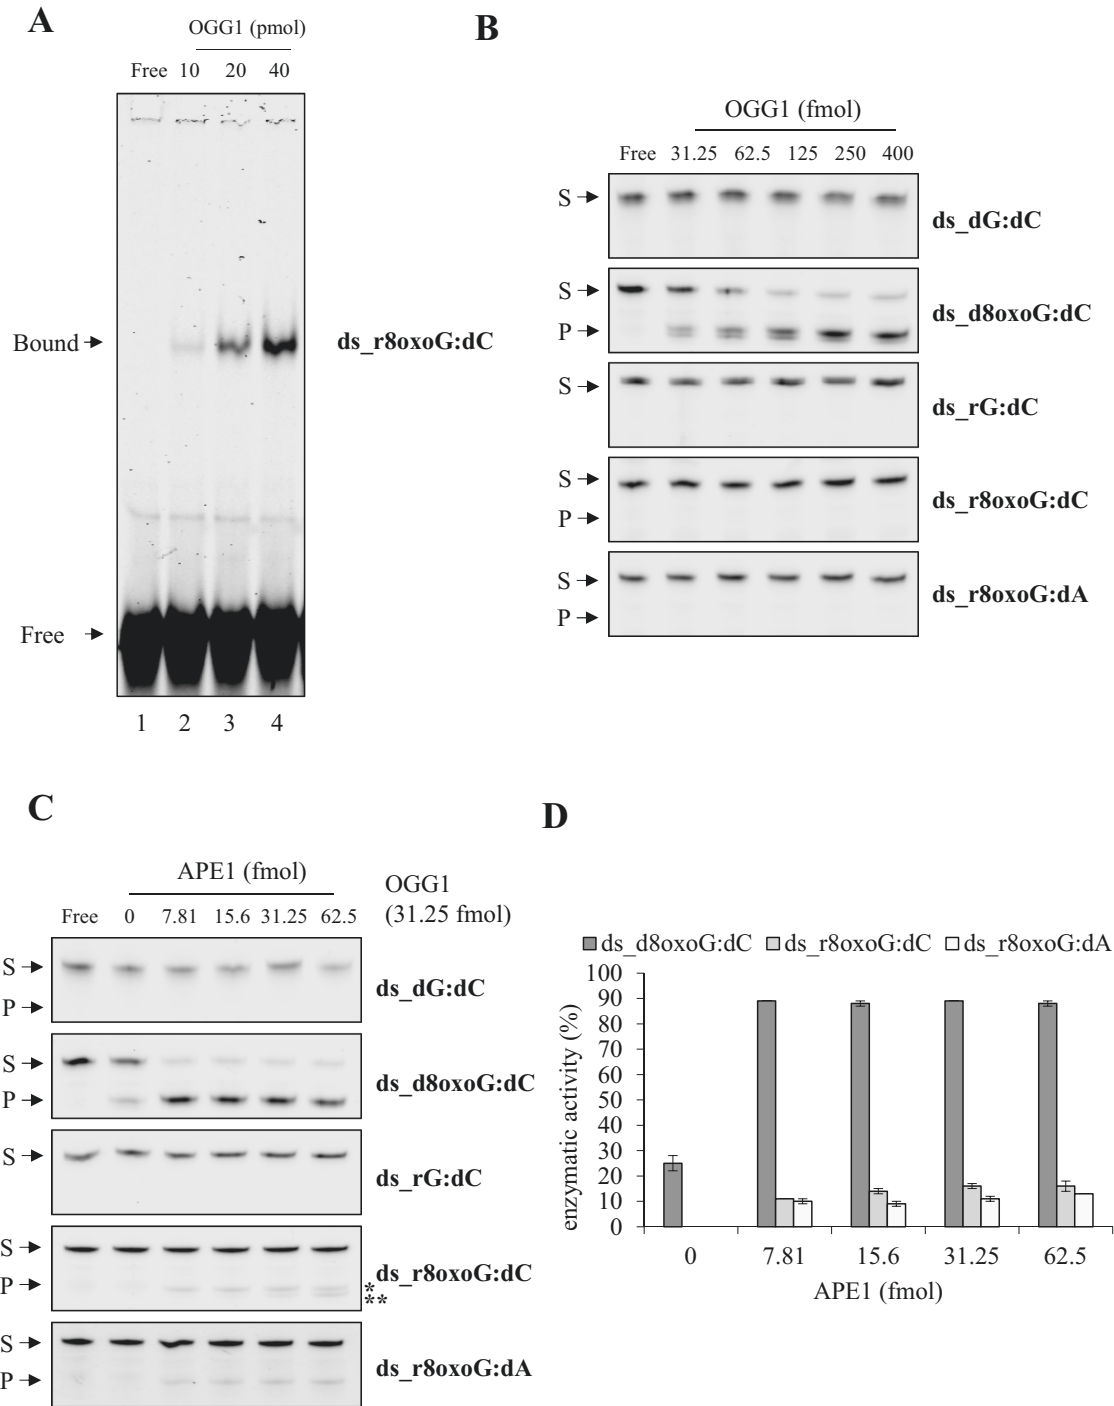 A
OGG1 (pmol)
Free 10 20 40
Bound
ds_r8oxoG:dC
Free
1 2 3 4
B
OGG1 (fmol)
Free 31.25 62.5 125 250 400
S
ds_dG:dC
S
ds_d8oxoG:dC
P
S
ds_rG:dC
S
ds_r8oxoG:dC
P
S
ds_r8oxoG:dA
P
C
APE1 (fmol)
OGG1
(31.25 fmol)
Free 0 7.81 15.6 31.25 62.5
S
ds_dG:dC
P
S
ds_d8oxoG:dC
P
S
ds_rG:dC
S
ds_r8oxoG:dC
P
*
**
S
ds_r8oxoG:dA
P
D
ds_d8oxoG:dC ds_r8oxoG:dC ds_r8oxoG:dA
enzymatic activity (%)
100
90
80
70
60
50
40
30
20
10
0
0 7.81 15.6 31.25 62.5
APE1 (fmol)